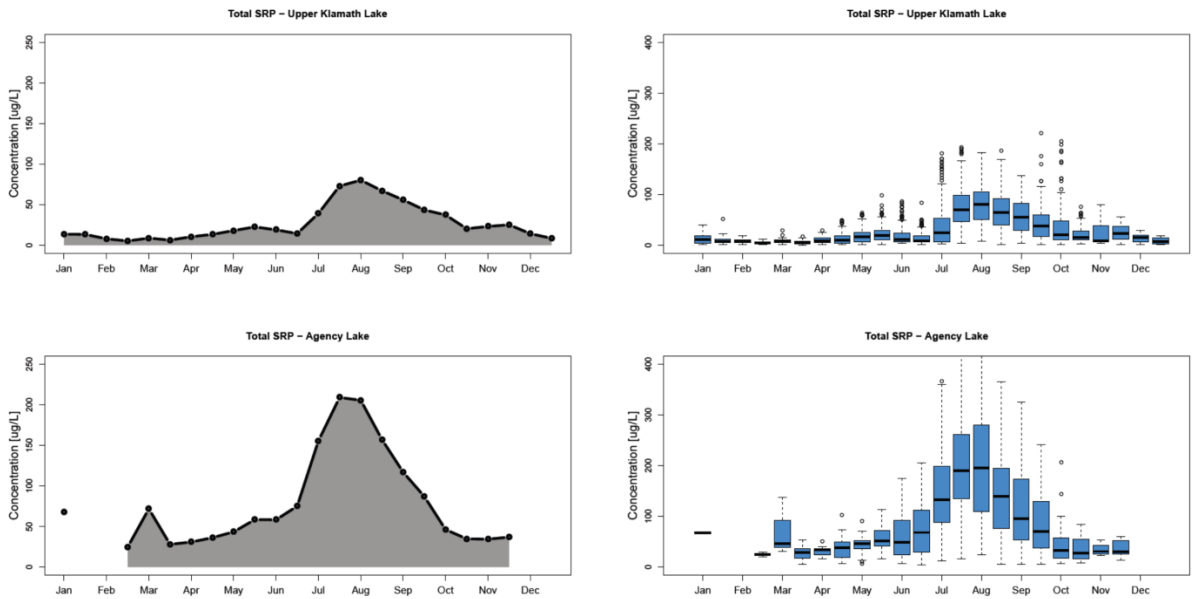 Total SRP – Upper Klamath Lake
Concentration [ug/L]
250
200
150
100
50
0
Jan Feb Mar Apr May Jun Jul Aug Sep Oct Nov Dec
Total SRP – Upper Klamath Lake
Concentration [ug/L]
400
300
200
100
0
Jan Feb Mar Apr May Jun Jul Aug Sep Oct Nov Dec
Total SRP – Agency Lake
Concentration [ug/L]
250
200
150
100
50
0
Jan Feb Mar Apr May Jun Jul Aug Sep Oct Nov Dec
Total SRP – Agency Lake
Concentration [ug/L]
400
300
200
100
0
Jan Feb Mar Apr May Jun Jul Aug Sep Oct Nov Dec